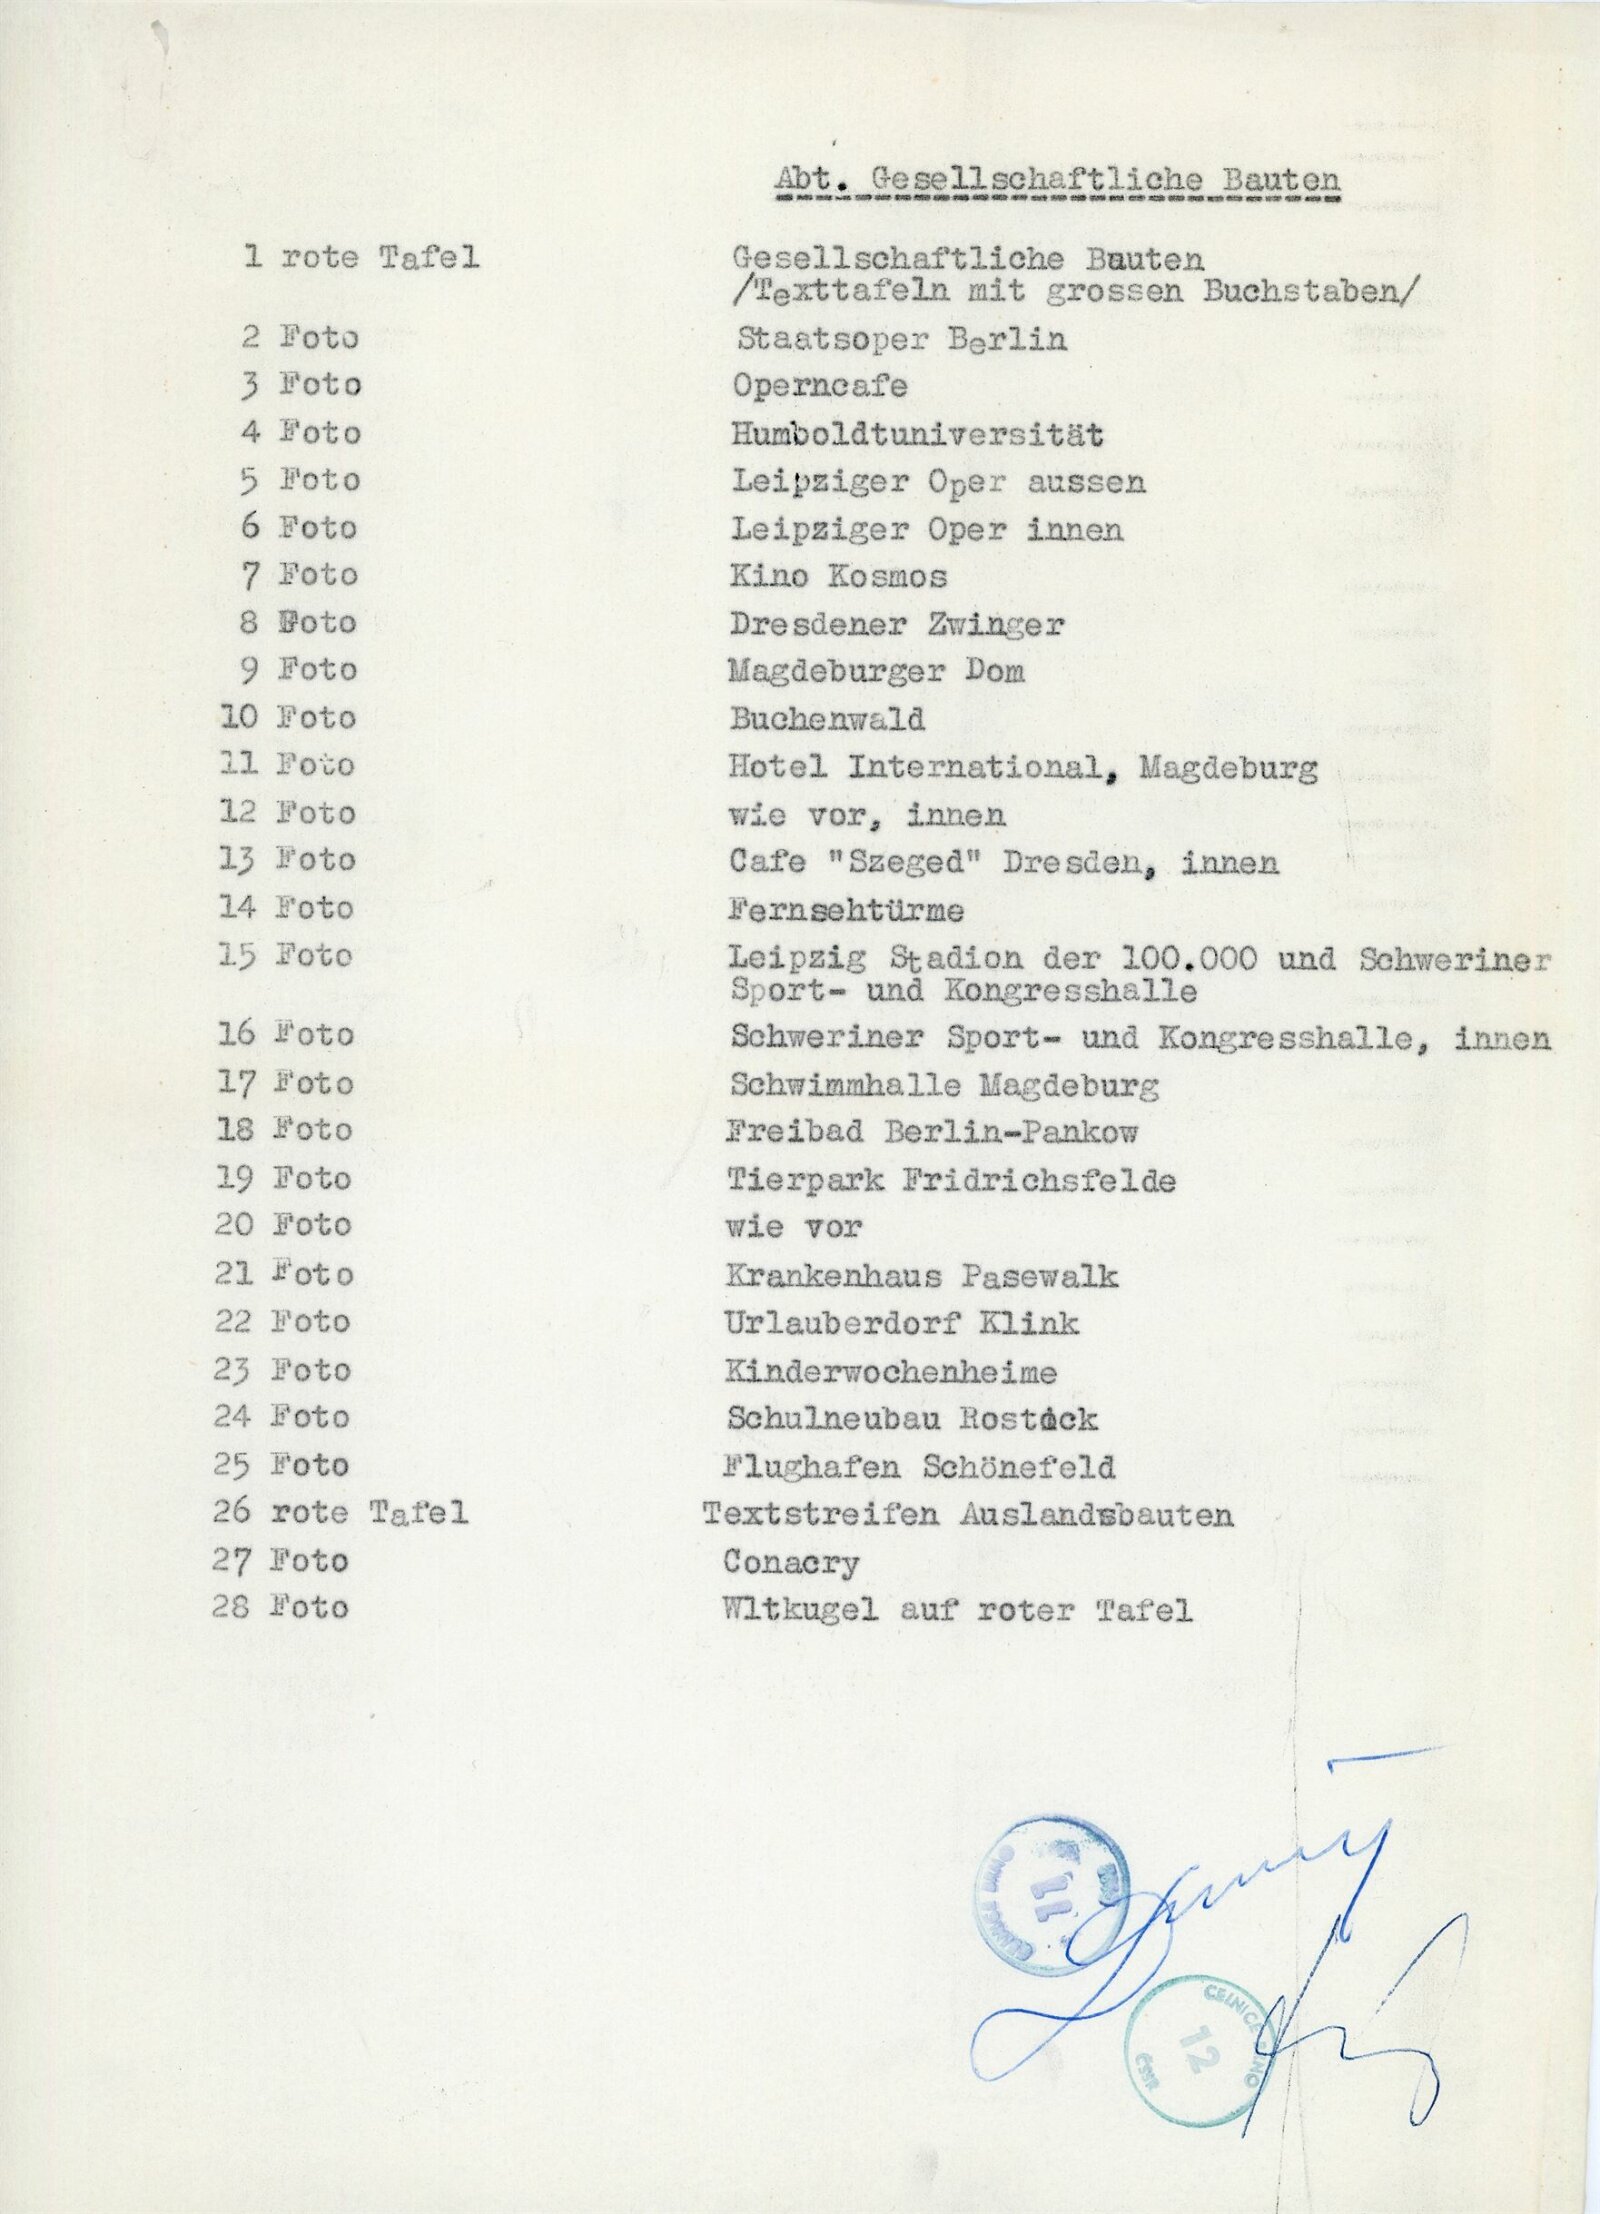 Abt. Gesellschaftliche Bauten
1 rote Tafel Gesellschaftliche Bauten
/Texttafeln mit grossen Buchstaben/
2 Foto Staatsoper Berlin
3 Foto Operncafe
4 Foto Humboldtuniversität
5 Foto Leipziger Oper aussen
6 Foto Leipziger Oper innen
7 Foto Kino Kosmos
8 Foto Dresdener Zwinger
9 Foto Magdeburger Dom
10 Foto Buchenwald
11 Foto Hotel International, Magdeburg
12 Foto wie vor, innen
13 Foto Cafe "Szeged" Dresden, innen
14 Foto Fernsehtürme
15 Foto Leipzig Stadion der 100.000 und Schweriner
Sport- und Kongresshalle
16 Foto Schweriner Sport- und Kongresshalle, innen
17 Foto Schwimmhalle Magdeburg
18 Foto Freibad Berlin-Pankow
19 Foto Tierpark Fridrichsfelde
20 Foto wie vor
21 Foto Krankenhaus Pasewalk
22 Foto Urlauberdorf Klink
23 Foto Kinderwochenheime
24 Foto Schulneubau Rostock
25 Foto Flughafen Schönefeld
26 rote Tafel Textstreifen Auslandsbauten
27 Foto Conacry
28 Foto Wltkugel auf roter Tafel
11
CELNICE BRNO
12
ČSSR